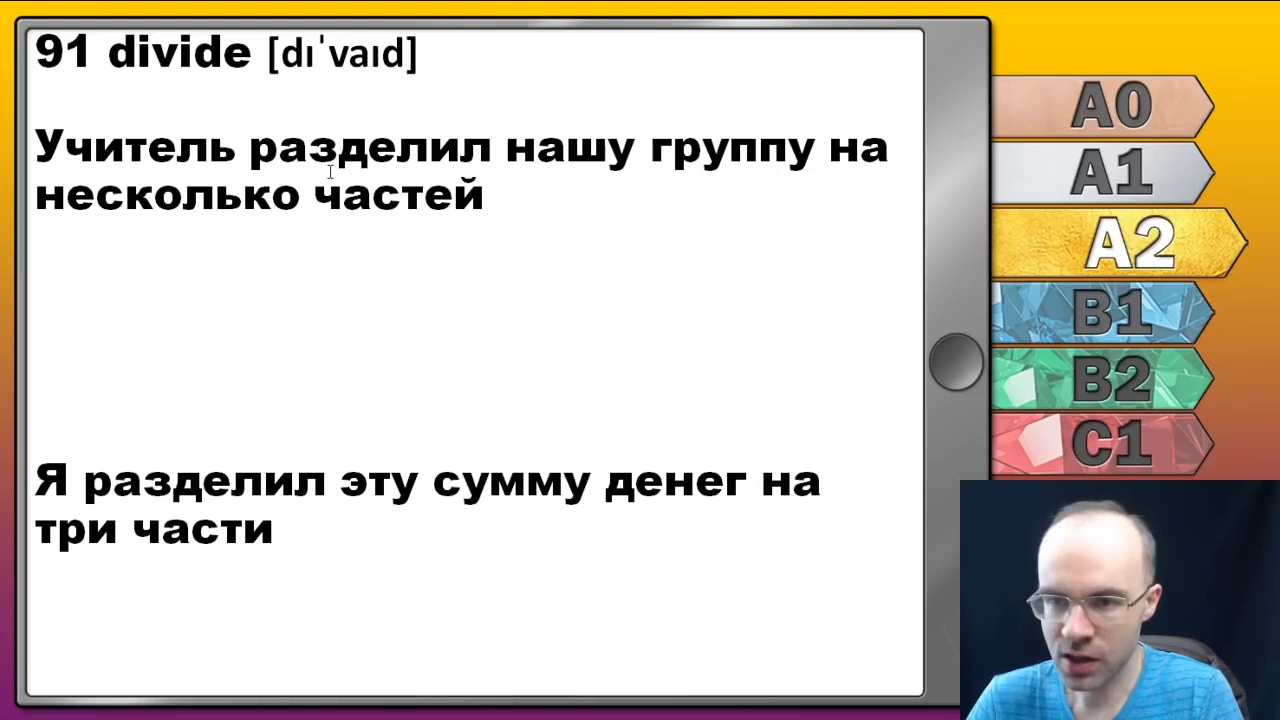 91 divide [dɪˈvaɪd]
Учитель разделил нашу группу на
несколько частей
Я разделил эту сумму денег на
три части
A0
A1
A2
B1
B2
C1